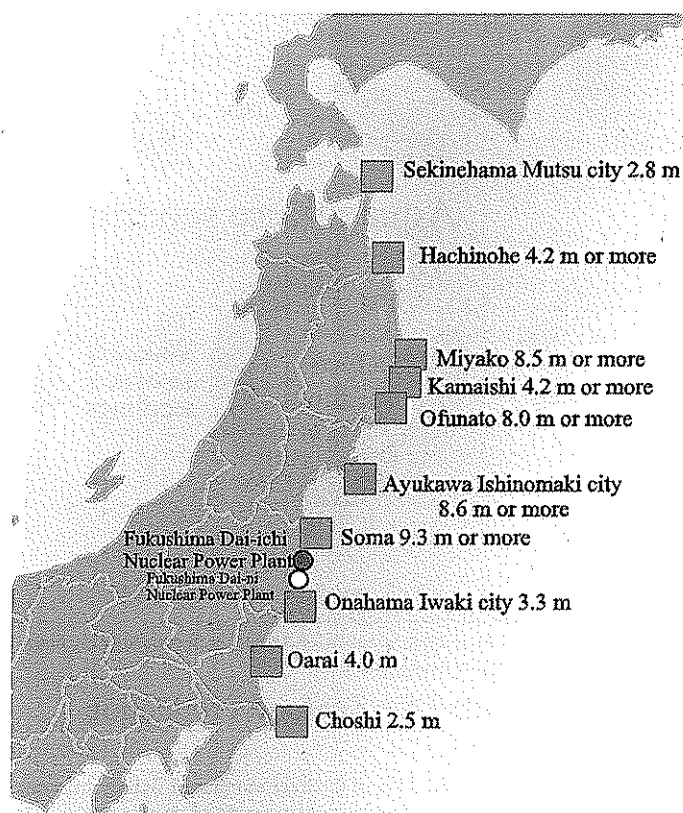 Sekinehama Mutsu city 2.8 m
Hachinohe 4.2 m or more
Miyako 8.5 m or more
Kamaishi 4.2 m or more
Ofunato 8.0 m or more
Ayukawa Ishinomaki city
8.6 m or more
Fukushima Dai-ichi
Nuclear Power Plant
Soma 9.3 m or more
Fukushima Dai-ni
Nuclear Power Plant
Onahama Iwaki city 3.3 m
Oarai 4.0 m
Choshi 2.5 m